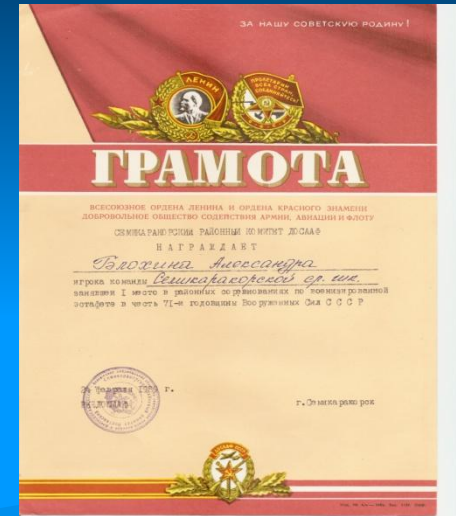 ЗА НАШУ СОВЕТСКУЮ РОДИНУ!
ЛЕНИН
ГРАМОТА
ВСЕСОЮЗНОЕ ОРДЕНА ЛЕНИНА И ОРДЕНА КРАСНОГО ЗНАМЕНИ
ДОБРОВОЛЬНОЕ ОБЩЕСТВО СОДЕЙСТВИЯ АРМИИ, АВИАЦИИ И ФЛОТУ
СЕМИКАРАКОРСКИЙ РАЙОННЫЙ КОМИТЕТ ДОСААФ
НАГРАЖДАЕТ
Блохина Александра
игрока команды Семикаракорской ср. шк.
занявшей I место в районных соревнованиях по военизированной
эстафете в честь 71-й годовщины Вооруженных Сил СССР
февраля г.
г.Семикаракорск